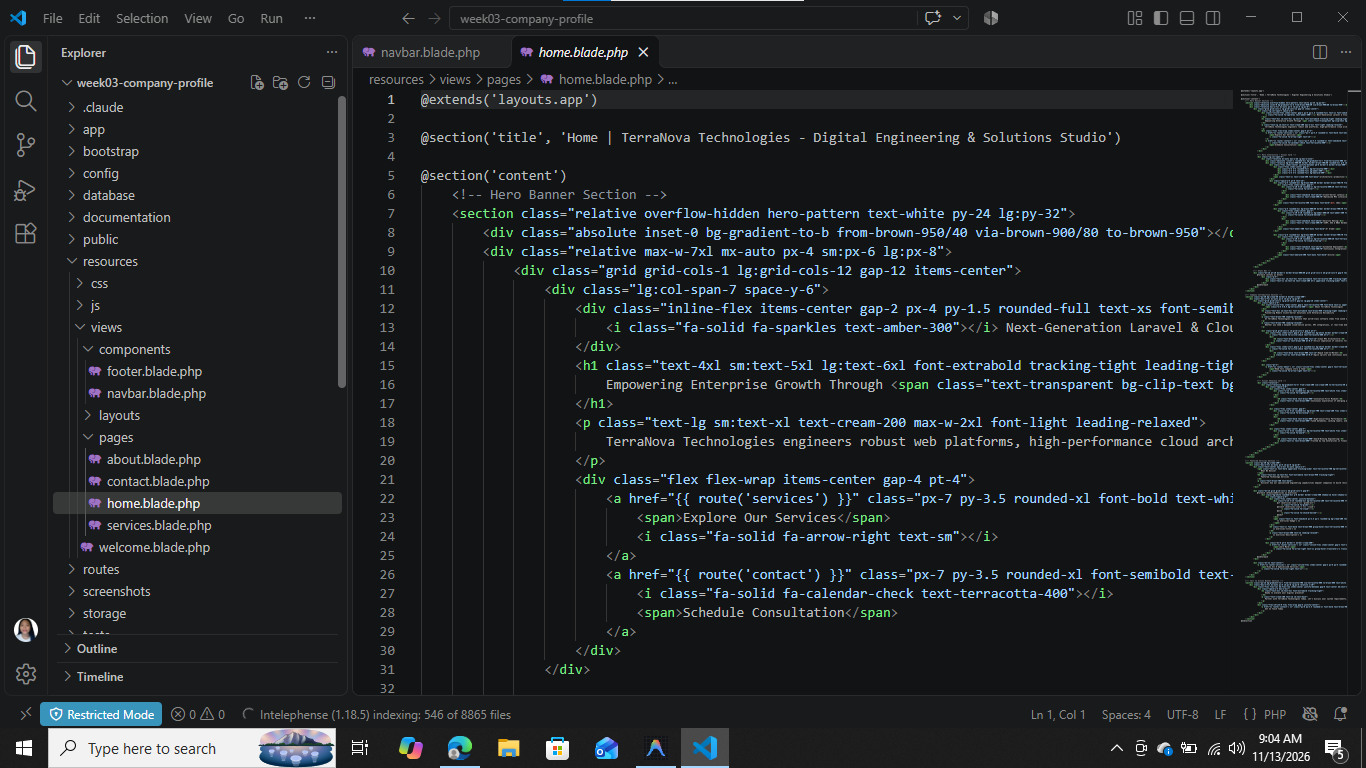 File Edit Selection View Go Run ···
week03-company-profile
Explorer
week03-company-profile
.claude
app
bootstrap
config
database
documentation
public
resources
css
js
views
components
footer.blade.php
navbar.blade.php
layouts
pages
about.blade.php
contact.blade.php
home.blade.php
services.blade.php
welcome.blade.php
routes
screenshots
storage
Outline
Timeline
navbar.blade.php home.blade.php
resources > views > pages > home.blade.php > ...
1 @extends('layouts.app')
2
3 @section('title', 'Home | TerraNova Technologies - Digital Engineering & Solutions Studio')
4
5 @section('content')
6 <!-- Hero Banner Section -->
7 <section class="relative overflow-hidden hero-pattern text-white py-24 lg:py-32">
8 <div class="absolute inset-0 bg-gradient-to-b from-brown-950/40 via-brown-900/80 to-brown-950"></d
9 <div class="relative max-w-7xl mx-auto px-4 sm:px-6 lg:px-8">
10 <div class="grid grid-cols-1 lg:grid-cols-12 gap-12 items-center">
11 <div class="lg:col-span-7 space-y-6">
12 <div class="inline-flex items-center gap-2 px-4 py-1.5 rounded-full text-xs font-semib
13 <i class="fa-solid fa-sparkles text-amber-300"></i> Next-Generation Laravel & Clou
14 </div>
15 <h1 class="text-4xl sm:text-5xl lg:text-6xl font-extrabold tracking-tight leading-tigh
16 Empowering Enterprise Growth Through <span class="text-transparent bg-clip-text bg
17 </h1>
18 <p class="text-lg sm:text-xl text-cream-200 max-w-2xl font-light leading-relaxed">
19 TerraNova Technologies engineers robust web platforms, high-performance cloud arch
20 </p>
21 <div class="flex flex-wrap items-center gap-4 pt-4">
22 <a href="{{ route('services') }}" class="px-7 py-3.5 rounded-xl font-bold text-whi
23 <span>Explore Our Services</span>
24 <i class="fa-solid fa-arrow-right text-sm"></i>
25 </a>
26 <a href="{{ route('contact') }}" class="px-7 py-3.5 rounded-xl font-semibold text-
27 <i class="fa-solid fa-calendar-check text-terracotta-400"></i>
28 <span>Schedule Consultation</span>
29 </a>
30 </div>
31 </div>
32
Restricted Mode 0 0 Intelephense (1.18.5) indexing: 546 of 8865 files Ln 1, Col 1 Spaces: 4 UTF-8 LF { } PHP
Type here to search
9:04 AM
11/13/2026
5